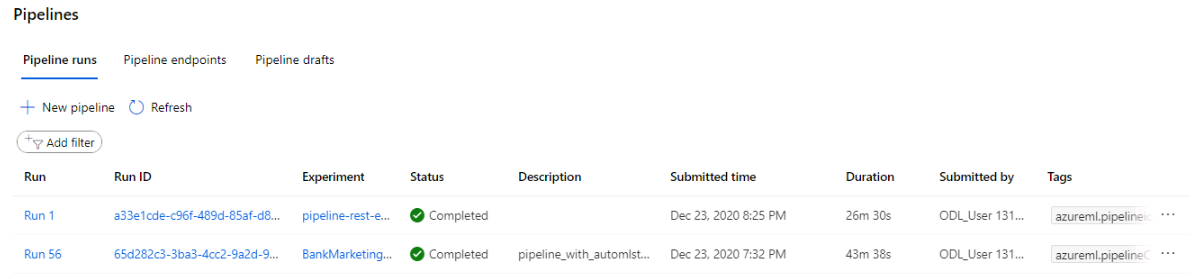 Pipelines
Pipeline runs Pipeline endpoints Pipeline drafts
New pipeline Refresh
Add filter
Run Run ID Experiment Status Description Submitted time Duration Submitted by Tags
Run 1 a33e1cde-c96f-489d-85af-d8... pipeline-rest-e... Completed Dec 23, 2020 8:25 PM 26m 30s ODL_User 131... azureml.pipelineid ...
Run 56 65d282c3-3ba3-4cc2-9a2d-9... BankMarketing... Completed pipeline_with_automlst... Dec 23, 2020 7:32 PM 43m 38s ODL_User 131... azureml.pipelineC ...